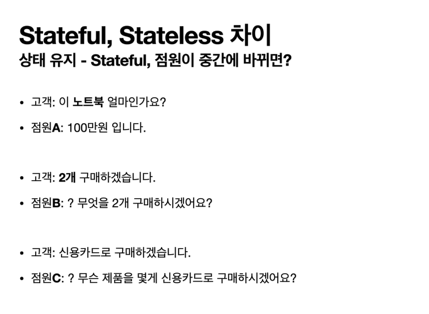 Stateful, Stateless 차이
상태 유지 - Stateful, 점원이 중간에 바뀌면?
• 고객: 이 노트북 얼마인가요?
• 점원A: 100만원 입니다.
• 고객: 2개 구매하겠습니다.
• 점원B: ? 무엇을 2개 구매하시겠어요?
• 고객: 신용카드로 구매하겠습니다.
• 점원C: ? 무슨 제품을 몇개 신용카드로 구매하시겠어요?